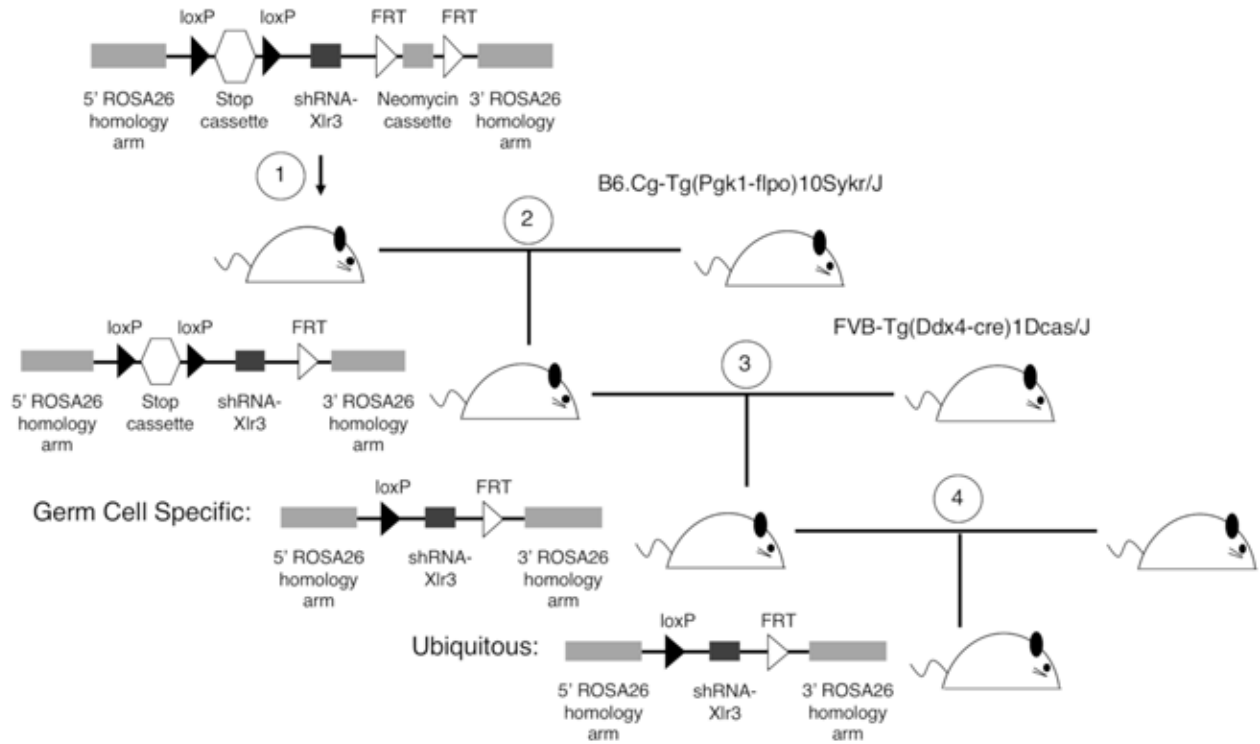 loxP loxP FRT FRT
5' ROSA26 Stop shRNA- Neomycin 3' ROSA26
homology cassette Xlr3 cassette homology
arm arm
1
B6.Cg-Tg(Pgk1-flpo)10Sykr/J
2
loxP loxP FRT
FVB-Tg(Ddx4-cre)1Dcas/J
3
5' ROSA26 Stop shRNA- 3' ROSA26
homology cassette Xlr3 homology
arm arm
loxP FRT
4
Germ Cell Specific:
5' ROSA26 shRNA- 3' ROSA26
homology Xlr3 homology
arm arm
loxP FRT
Ubiquitous:
5' ROSA26 shRNA- 3' ROSA26
homology Xlr3 homology
arm arm